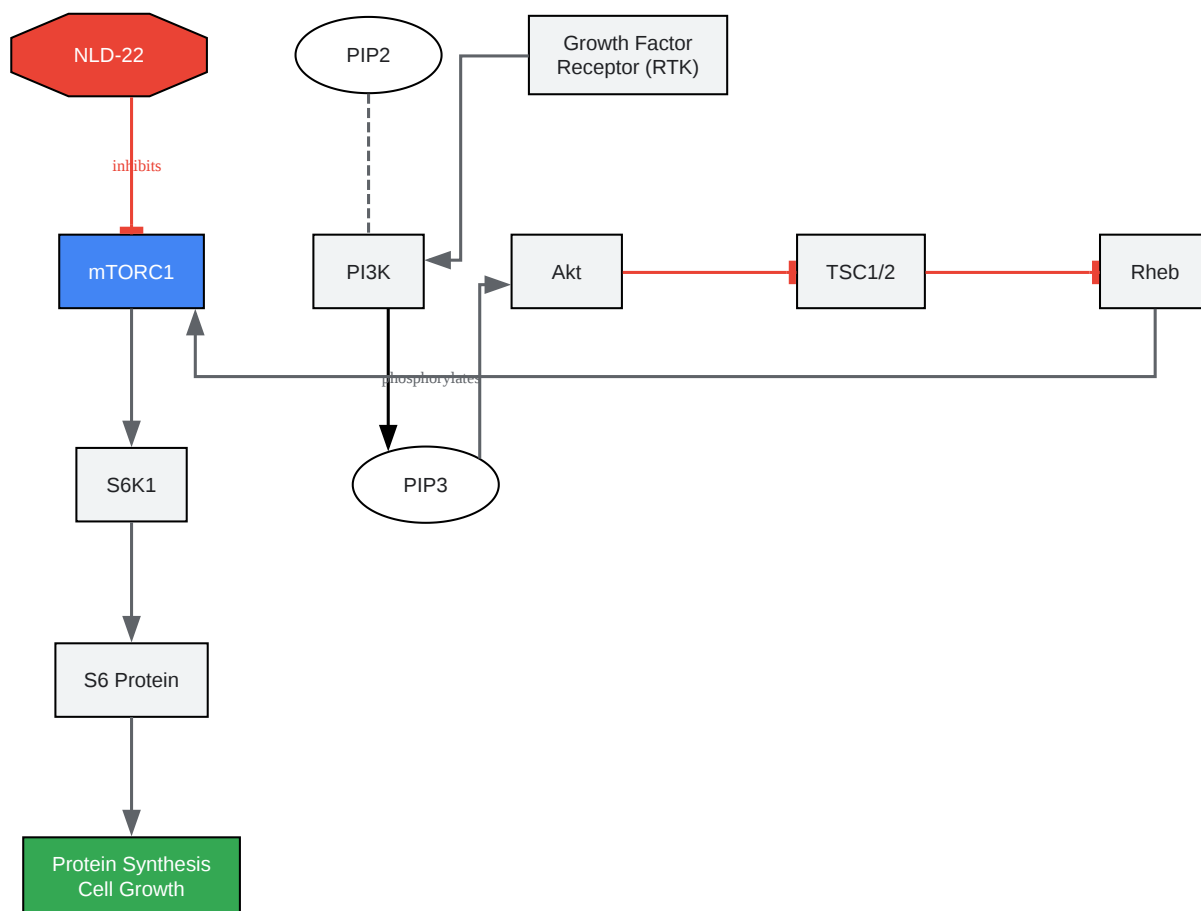 NLD-22
PIP2
Growth Factor
Receptor (RTK)
inhibits
mTORC1
PI3K
Akt
TSC1/2
Rheb
phosphorylates
S6K1
PIP3
S6 Protein
Protein Synthesis
Cell Growth